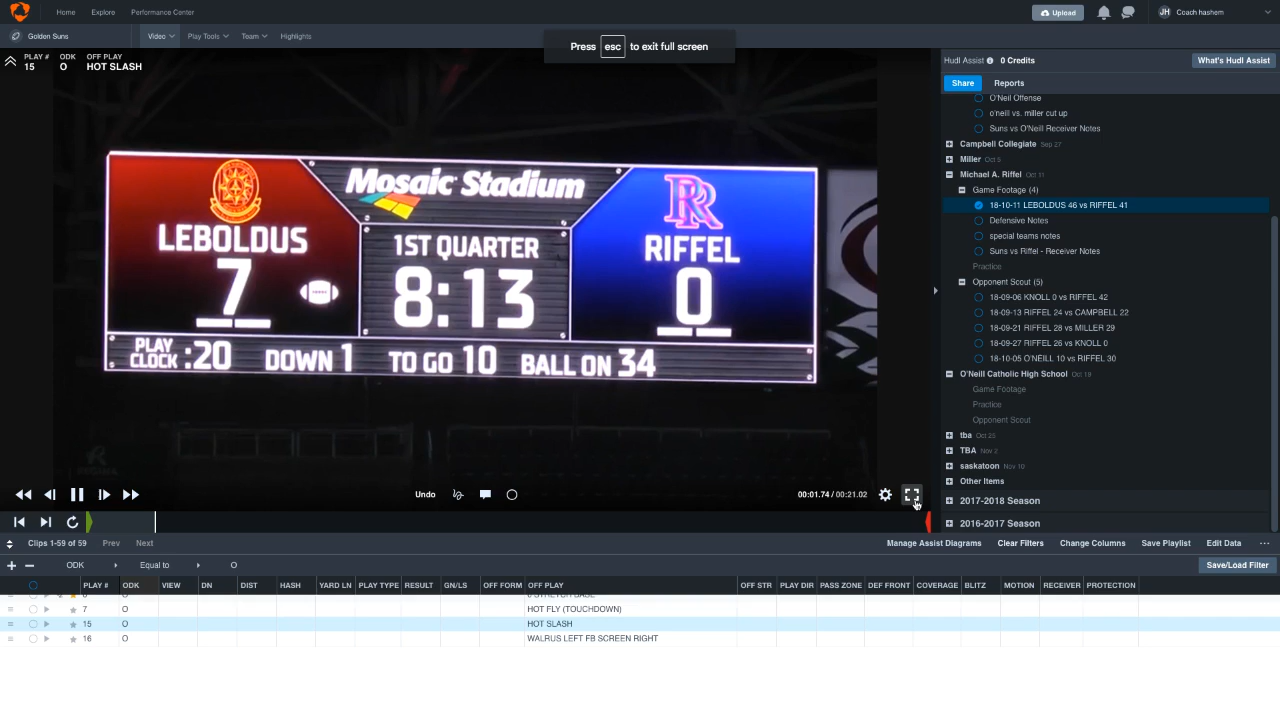 Home Explore Performance Center Upload JH Coach hashem
Golden Suns Video Play Tools Team Highlights
Press esc to exit full screen
PLAY # ODK OFF PLAY
15 O HOT SLASH
Mosaic Stadium
LEBOLDUS
7
1ST QUARTER
8:13
RR
RIFFEL
0
PLAY CLOCK :20 DOWN 1 TO GO 10 BALL ON 34
Undo 00:01.74 / 00:21.02
Hudl Assist 0 Credits What's Hudl Assist
Share Reports
O'Neil Offense
o'neill vs. miller cut up
Suns vs O'Neill Receiver Notes
Campbell Collegiate Sep 27
Miller Oct 5
Michael A. Riffel Oct 11
Game Footage (4)
18-10-11 LEBOLDUS 46 vs RIFFEL 41
Defensive Notes
special teams notes
Suns vs Riffel - Receiver Notes
Practice
Opponent Scout (5)
18-09-06 KNOLL 0 vs RIFFEL 42
18-09-13 RIFFEL 24 vs CAMPBELL 22
18-09-21 RIFFEL 28 vs MILLER 29
18-09-27 RIFFEL 26 vs KNOLL 0
18-10-05 O'NEILL 10 vs RIFFEL 30
O'Neill Catholic High School Oct 19
Game Footage
Practice
Opponent Scout
tba Oct 25
TBA Nov 2
saskatoon Nov 10
Other Items
2017-2018 Season
2016-2017 Season
Clips 1-59 of 59 Prev Next Manage Assist Diagrams Clear Filters Change Columns Save Playlist Edit Data ...
ODK Equal to O Save/Load Filter
PLAY # ODK VIEW DN DIST HASH YARD LN PLAY TYPE RESULT GN/LS OFF FORM OFF PLAY OFF STR PLAY DIR PASS ZONE DEF FRONT COVERAGE BLITZ MOTION RECEIVER PROTECTION
7 O HOT FLY (TOUCHDOWN)
15 O HOT SLASH
16 O WALRUS LEFT FB SCREEN RIGHT